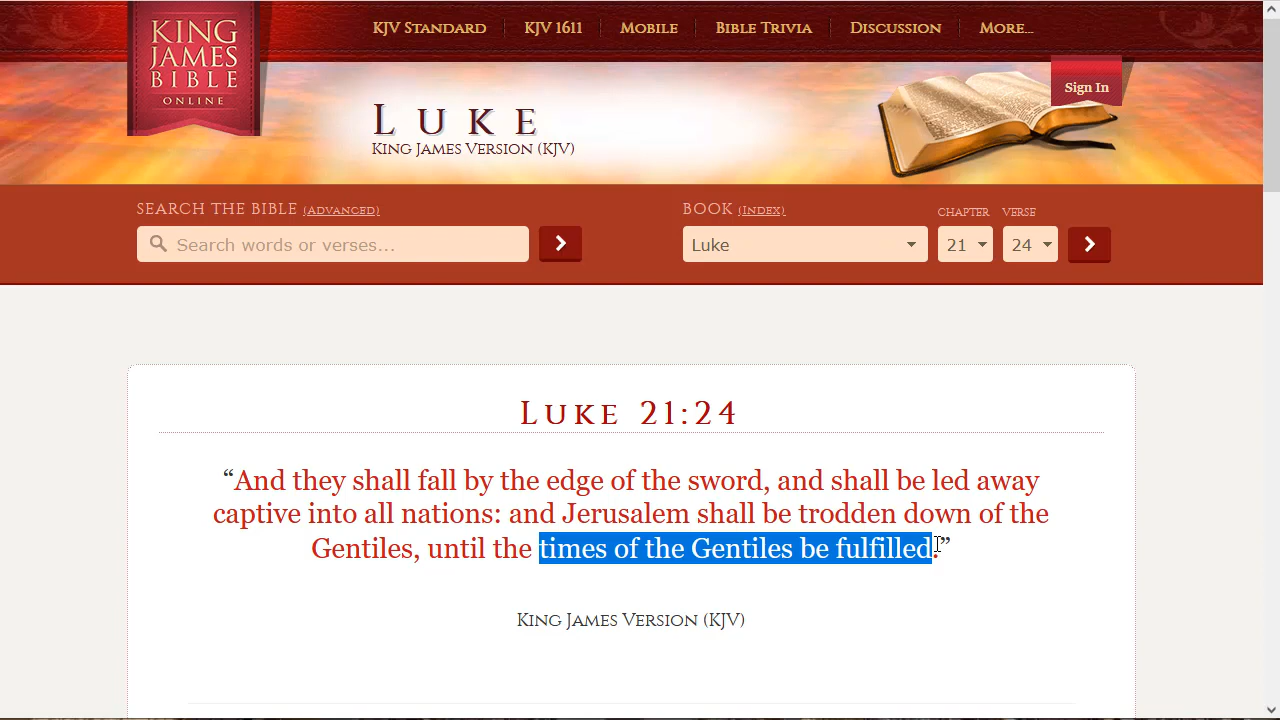 KING
JAMES
BIBLE
ONLINE
KJV Standard
KJV 1611
Mobile
Bible Trivia
Discussion
More...
Sign In
Luke
King James Version (KJV)
SEARCH THE BIBLE (Advanced)
Search words or verses...
BOOK (Index)
Luke
CHAPTER
21
VERSE
24
Luke 21:24
“And they shall fall by the edge of the sword, and shall be led away
captive into all nations: and Jerusalem shall be trodden down of the
Gentiles, until the times of the Gentiles be fulfilled.”
King James Version (KJV)